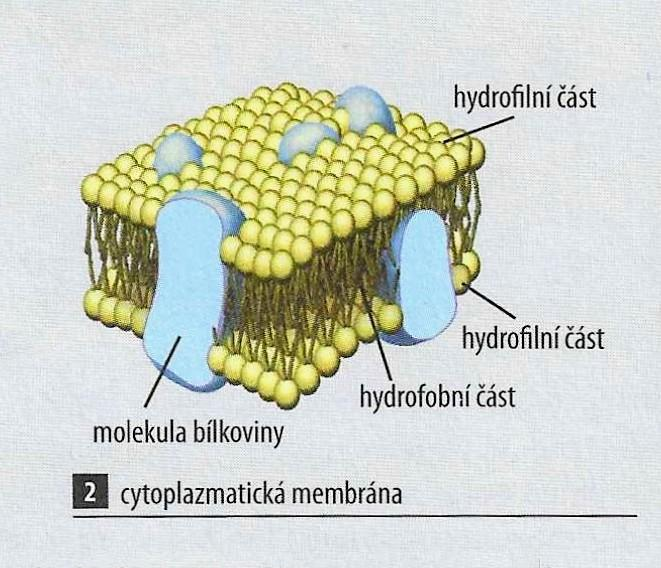 hydrofilní část
hydrofilní část
hydrofobní část
molekula bílkoviny
2 cytoplazmatická membrána